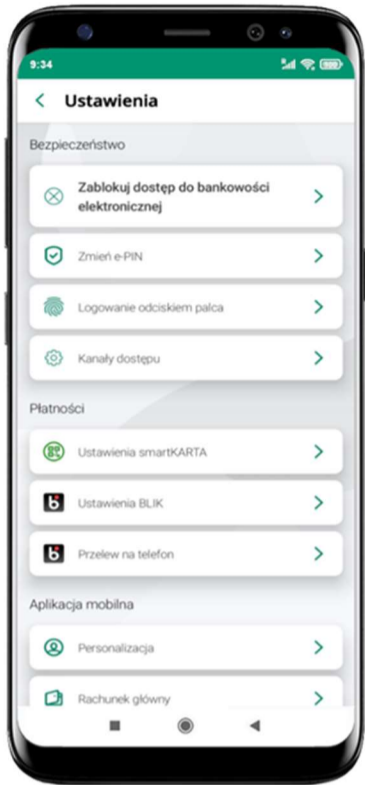 9:34
Ustawienia
Bezpieczeństwo
Zablokuj dostęp do bankowości
elektronicznej
Zmień e-PIN
Logowanie odciskiem palca
Kanały dostępu
Płatności
Ustawienia smartKARTA
Ustawienia BLIK
Przelew na telefon
Aplikacja mobilna
Personalizacja
Rachunek główny